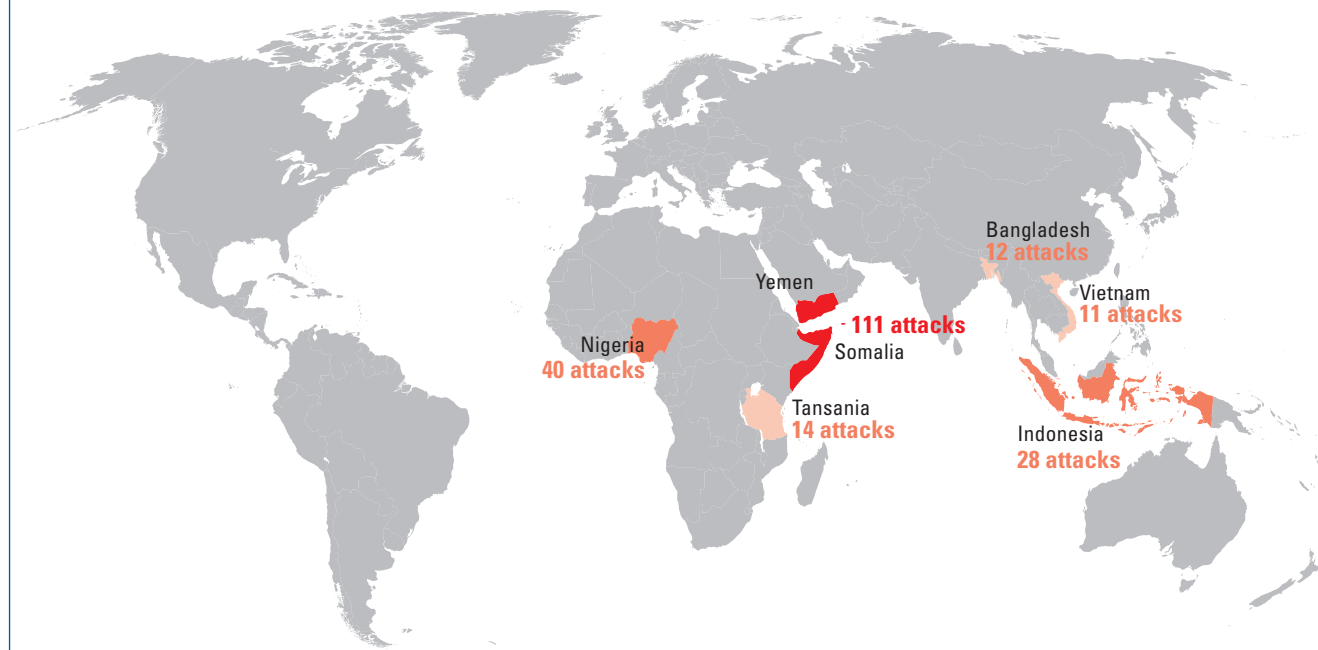 Bangladesh
12 attacks
Yemen
Vietnam
11 attacks
- 111 attacks
Nigeria
40 attacks
Somalia
Tansania
14 attacks
Indonesia
28 attacks